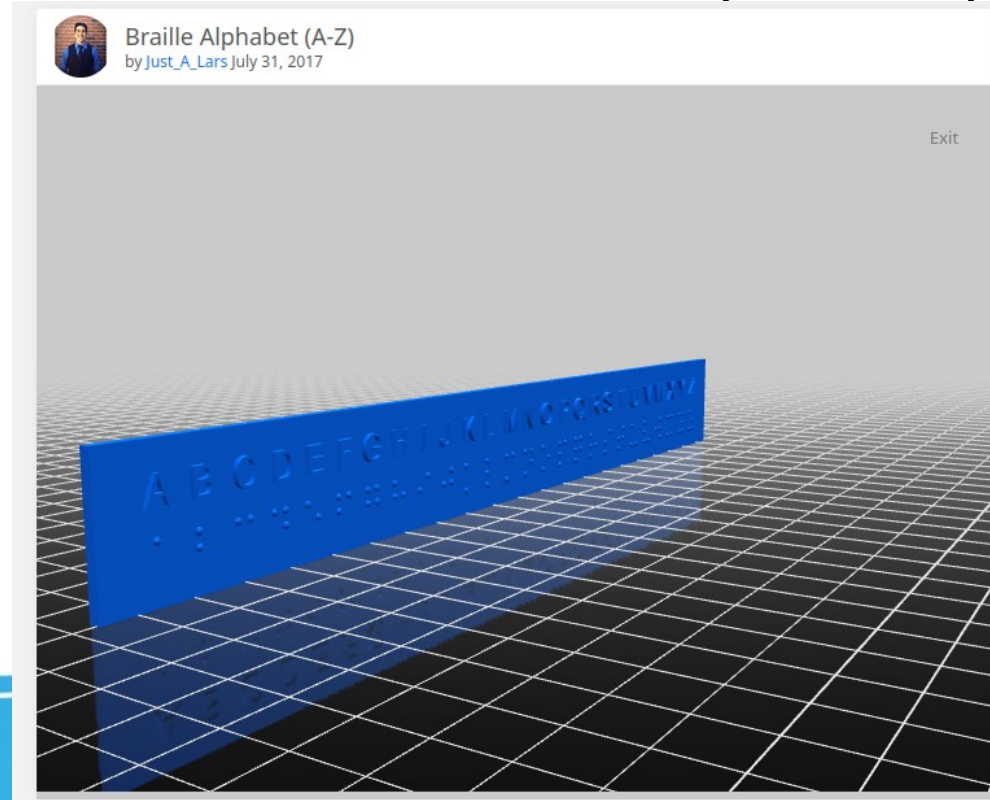 Braille Alphabet (A-Z)
by Just_A_Lars July 31, 2017
Exit
A B C D E F G H I J K L M N O P Q R S T U V W X Y Z